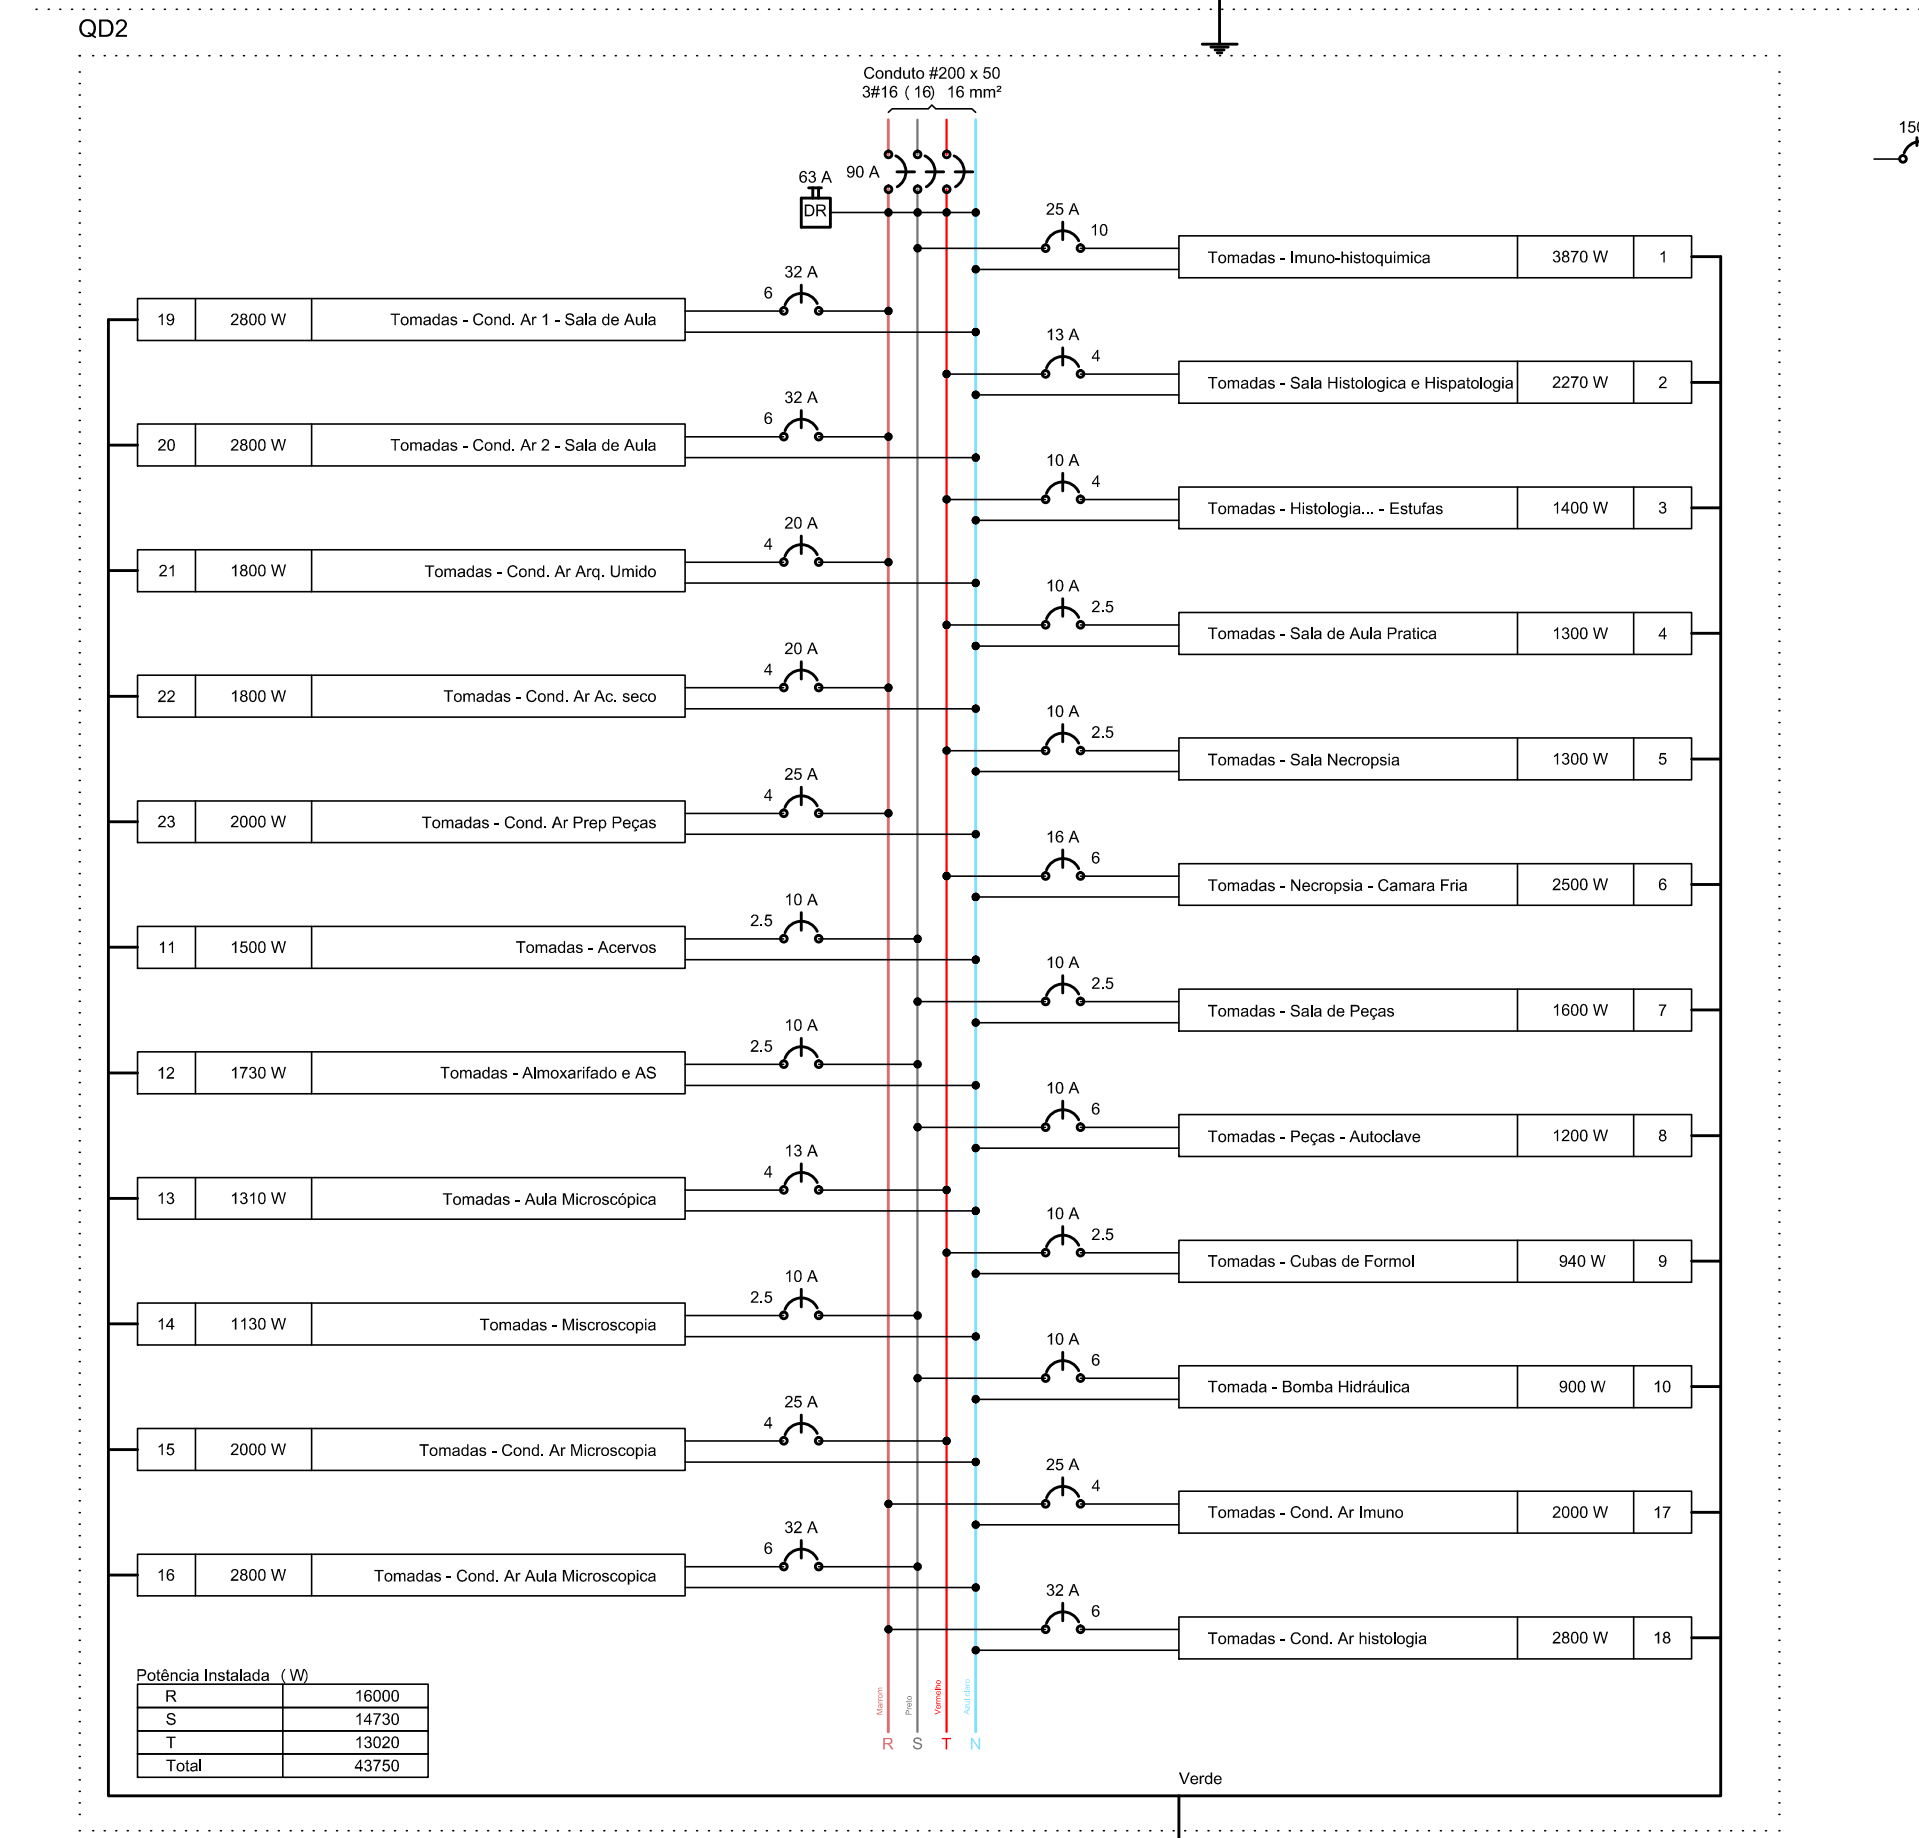 QD2
Conduto #200 x 50
3#16 ( 16) 16 mm²
150
90 A
63 A
DR
25 A
10
Tomadas - Imuno-histoquimica 3870 W 1
32 A
6
19 2800 W Tomadas - Cond. Ar 1 - Sala de Aula
13 A
4
Tomadas - Sala Histologica e Hispatologia 2270 W 2
32 A
6
20 2800 W Tomadas - Cond. Ar 2 - Sala de Aula
10 A
4
Tomadas - Histologia... - Estufas 1400 W 3
20 A
4
21 1800 W Tomadas - Cond. Ar Arq. Umido
10 A
2.5
Tomadas - Sala de Aula Pratica 1300 W 4
20 A
4
22 1800 W Tomadas - Cond. Ar Ac. seco
10 A
2.5
Tomadas - Sala Necropsia 1300 W 5
25 A
4
23 2000 W Tomadas - Cond. Ar Prep Peças
16 A
6
Tomadas - Necropsia - Camara Fria 2500 W 6
10 A
2.5
11 1500 W Tomadas - Acervos
10 A
2.5
Tomadas - Sala de Peças 1600 W 7
10 A
2.5
12 1730 W Tomadas - Almoxarifado e AS
10 A
6
Tomadas - Peças - Autoclave 1200 W 8
13 A
4
13 1310 W Tomadas - Aula Microscópica
10 A
2.5
Tomadas - Cubas de Formol 940 W 9
10 A
2.5
14 1130 W Tomadas - Miscroscopia
10 A
6
Tomada - Bomba Hidráulica 900 W 10
25 A
4
15 2000 W Tomadas - Cond. Ar Microscopia
25 A
4
Tomadas - Cond. Ar Imuno 2000 W 17
32 A
6
16 2800 W Tomadas - Cond. Ar Aula Microscopica
32 A
6
Tomadas - Cond. Ar histologia 2800 W 18
Potência Instalada ( W)
R 16000
S 14730
T 13020
Total 43750
Marrom
Preto
Vermelho
Azul claro
R S T N
Verde